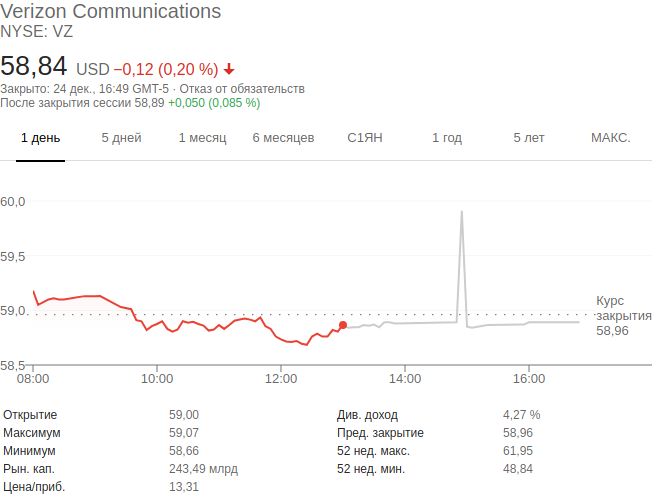 Verizon Communications
NYSE: VZ
58,84 USD −0,12 (0,20 %)
Закрыто: 24 дек., 16:49 GMT-5 · Отказ от обязательств
После закрытия сессии 58,89 +0,050 (0,085 %)
1 день 5 дней 1 месяц 6 месяцев С1ЯН 1 год 5 лет МАКС.
60,0
59,5
59,0
58,5
Курс
закрытия
58,96
08:00 10:00 12:00 14:00 16:00
Открытие 59,00 Див. доход 4,27 %
Максимум 59,07 Пред. закрытие 58,96
Минимум 58,66 52 нед. макс. 61,95
Рын. кап. 243,49 млрд 52 нед. мин. 48,84
Цена/приб. 13,31